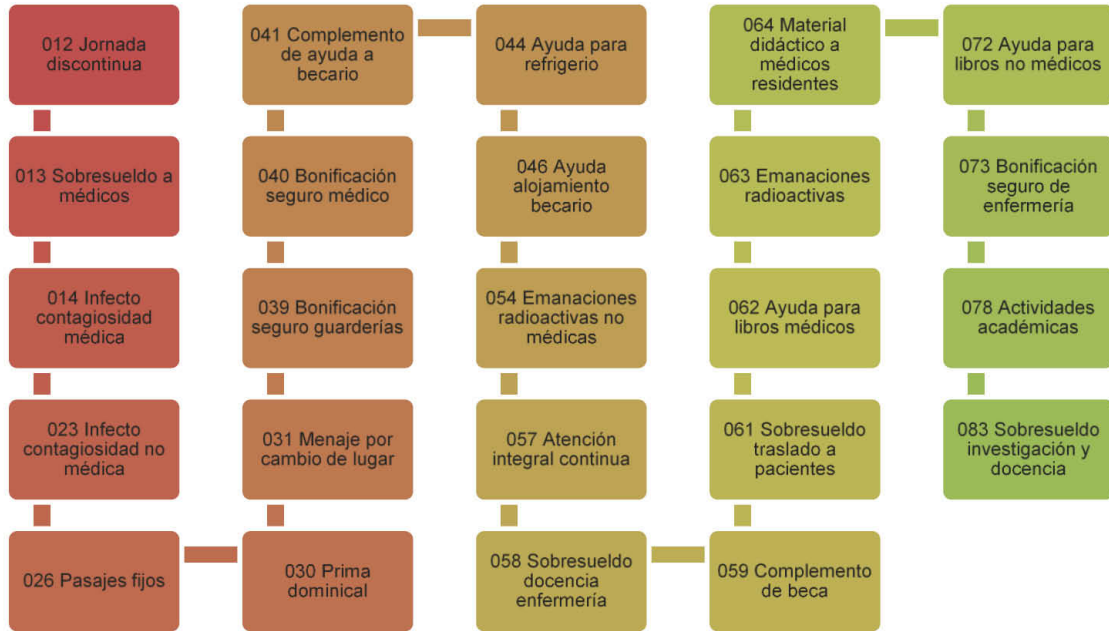 012 Jornada
discontinua
013 Sobresueldo a
médicos
014 Infecto
contagiosidad
médica
023 Infecto
contagiosidad no
médica
026 Pasajes fijos
030 Prima
dominical
031 Menaje por
cambio de lugar
039 Bonificación
seguro guarderías
040 Bonificación
seguro médico
041 Complemento
de ayuda a
becario
044 Ayuda para
refrigerio
046 Ayuda
alojamiento
becario
054 Emanaciones
radioactivas no
médicas
057 Atención
integral continua
058 Sobresueldo
docencia
enfermería
059 Complemento
de beca
061 Sobresueldo
traslado a
pacientes
062 Ayuda para
libros médicos
063 Emanaciones
radioactivas
064 Material
didáctico a
médicos
residentes
072 Ayuda para
libros no médicos
073 Bonificación
seguro de
enfermería
078 Actividades
académicas
083 Sobresueldo
investigación y
docencia